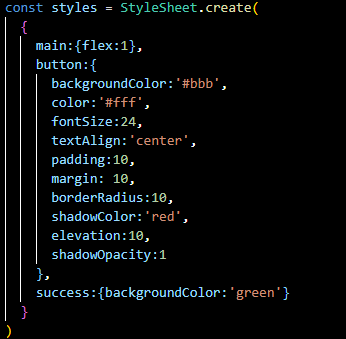 const styles = StyleSheet.create(
{
main:{flex:1},
button:{
backgroundColor:'#bbb',
color:'#fff',
fontSize:24,
textAlign:'center',
padding:10,
margin: 10,
borderRadius:10,
shadowColor:'red',
elevation:10,
shadowOpacity:1
},
success:{backgroundColor:'green'}
}
)